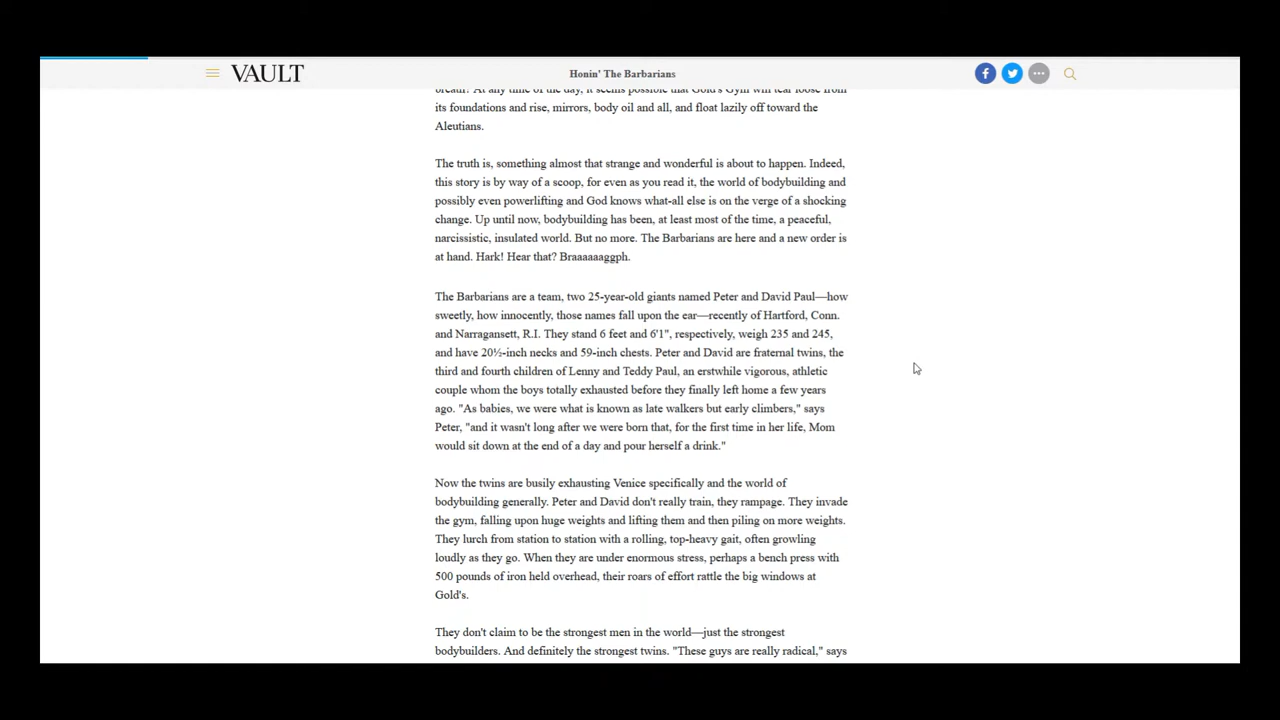 VAULT
Honin' The Barbarians
breath? At any time of the day, it seems possible that Gold's Gym will tear loose from
its foundations and rise, mirrors, body oil and all, and float lazily off toward the
Aleutians.
The truth is, something almost that strange and wonderful is about to happen. Indeed,
this story is by way of a scoop, for even as you read it, the world of bodybuilding and
possibly even powerlifting and God knows what-all else is on the verge of a shocking
change. Up until now, bodybuilding has been, at least most of the time, a peaceful,
narcissistic, insulated world. But no more. The Barbarians are here and a new order is
at hand. Hark! Hear that? Braaaaaaggph.
The Barbarians are a team, two 25-year-old giants named Peter and David Paul—how
sweetly, how innocently, those names fall upon the ear—recently of Hartford, Conn.
and Narragansett, R.I. They stand 6 feet and 6'1", respectively, weigh 235 and 245,
and have 20½-inch necks and 59-inch chests. Peter and David are fraternal twins, the
third and fourth children of Lenny and Teddy Paul, an erstwhile vigorous, athletic
couple whom the boys totally exhausted before they finally left home a few years
ago. "As babies, we were what is known as late walkers but early climbers," says
Peter, "and it wasn't long after we were born that, for the first time in her life, Mom
would sit down at the end of a day and pour herself a drink."
Now the twins are busily exhausting Venice specifically and the world of
bodybuilding generally. Peter and David don't really train, they rampage. They invade
the gym, falling upon huge weights and lifting them and then piling on more weights.
They lurch from station to station with a rolling, top-heavy gait, often growling
loudly as they go. When they are under enormous stress, perhaps a bench press with
500 pounds of iron held overhead, their roars of effort rattle the big windows at
Gold's.
They don't claim to be the strongest men in the world—just the strongest
bodybuilders. And definitely the strongest twins. "These guys are really radical," says